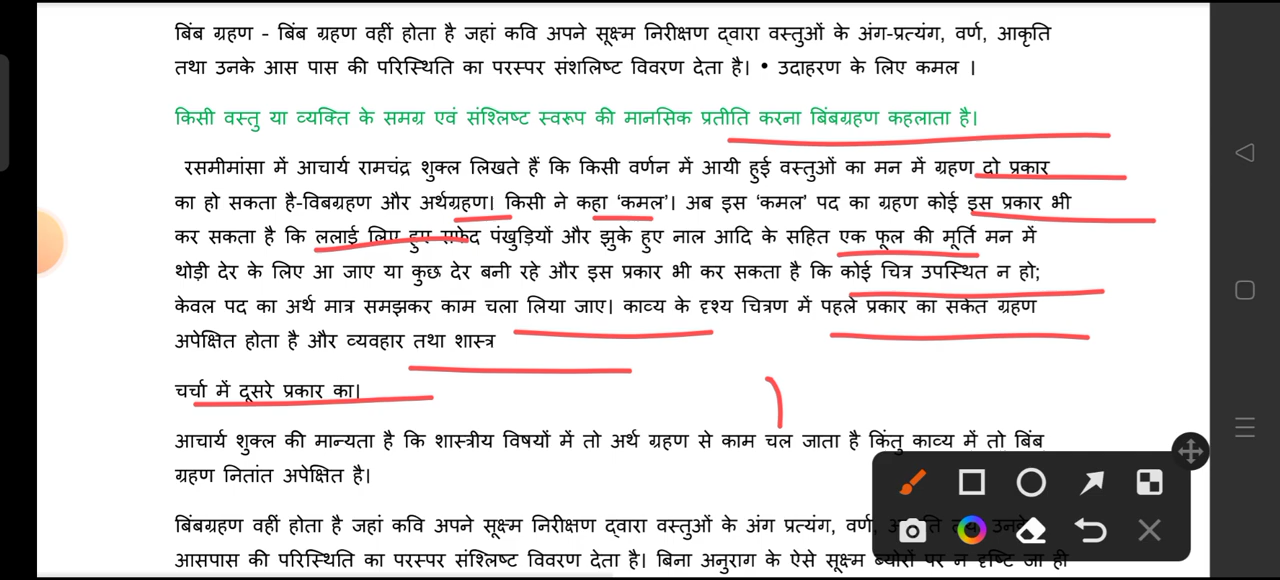 बिंब ग्रहण - बिंब ग्रहण वहीं होता है जहां कवि अपने सूक्ष्म निरीक्षण द्वारा वस्तुओं के अंग-प्रत्यंग, वर्ण, आकृति
तथा उनके आस पास की परिस्थिति का परस्पर संशलिष्ट विवरण देता है। • उदाहरण के लिए कमल ।
किसी वस्तु या व्यक्ति के समग्र एवं संश्लिष्ट स्वरूप की मानसिक प्रतीति करना बिंबग्रहण कहलाता है।
रसमीमांसा में आचार्य रामचंद्र शुक्ल लिखते हैं कि किसी वर्णन में आयी हुई वस्तुओं का मन में ग्रहण दो प्रकार
का हो सकता है-विबग्रहण और अर्थग्रहण। किसी ने कहा ‘कमल’। अब इस ‘कमल’ पद का ग्रहण कोई इस प्रकार भी
कर सकता है कि ललाई लिए हुए सफेद पंखुड़ियों और झुके हुए नाल आदि के सहित एक फूल की मूर्ति मन में
थोड़ी देर के लिए आ जाए या कुछ देर बनी रहे और इस प्रकार भी कर सकता है कि कोई चित्र उपस्थित न हो;
केवल पद का अर्थ मात्र समझकर काम चला लिया जाए। काव्य के दृश्य चित्रण में पहले प्रकार का सकेत ग्रहण
अपेक्षित होता है और व्यवहार तथा शास्त्र
चर्चा में दूसरे प्रकार का।
आचार्य शुक्ल की मान्यता है कि शास्त्रीय विषयों में तो अर्थ ग्रहण से काम चल जाता है किंतु काव्य में तो बिंब
ग्रहण नितांत अपेक्षित है।
बिंबग्रहण वहीं होता है जहां कवि अपने सूक्ष्म निरीक्षण द्वारा वस्तुओं के अंग प्रत्यंग, वर्ण,
आसपास की परिस्थिति का परस्पर संश्लिष्ट विवरण देता है। बिना अनुराग के ऐसे सूक्ष्म ब्योरों पर न दृष्टि जा ही